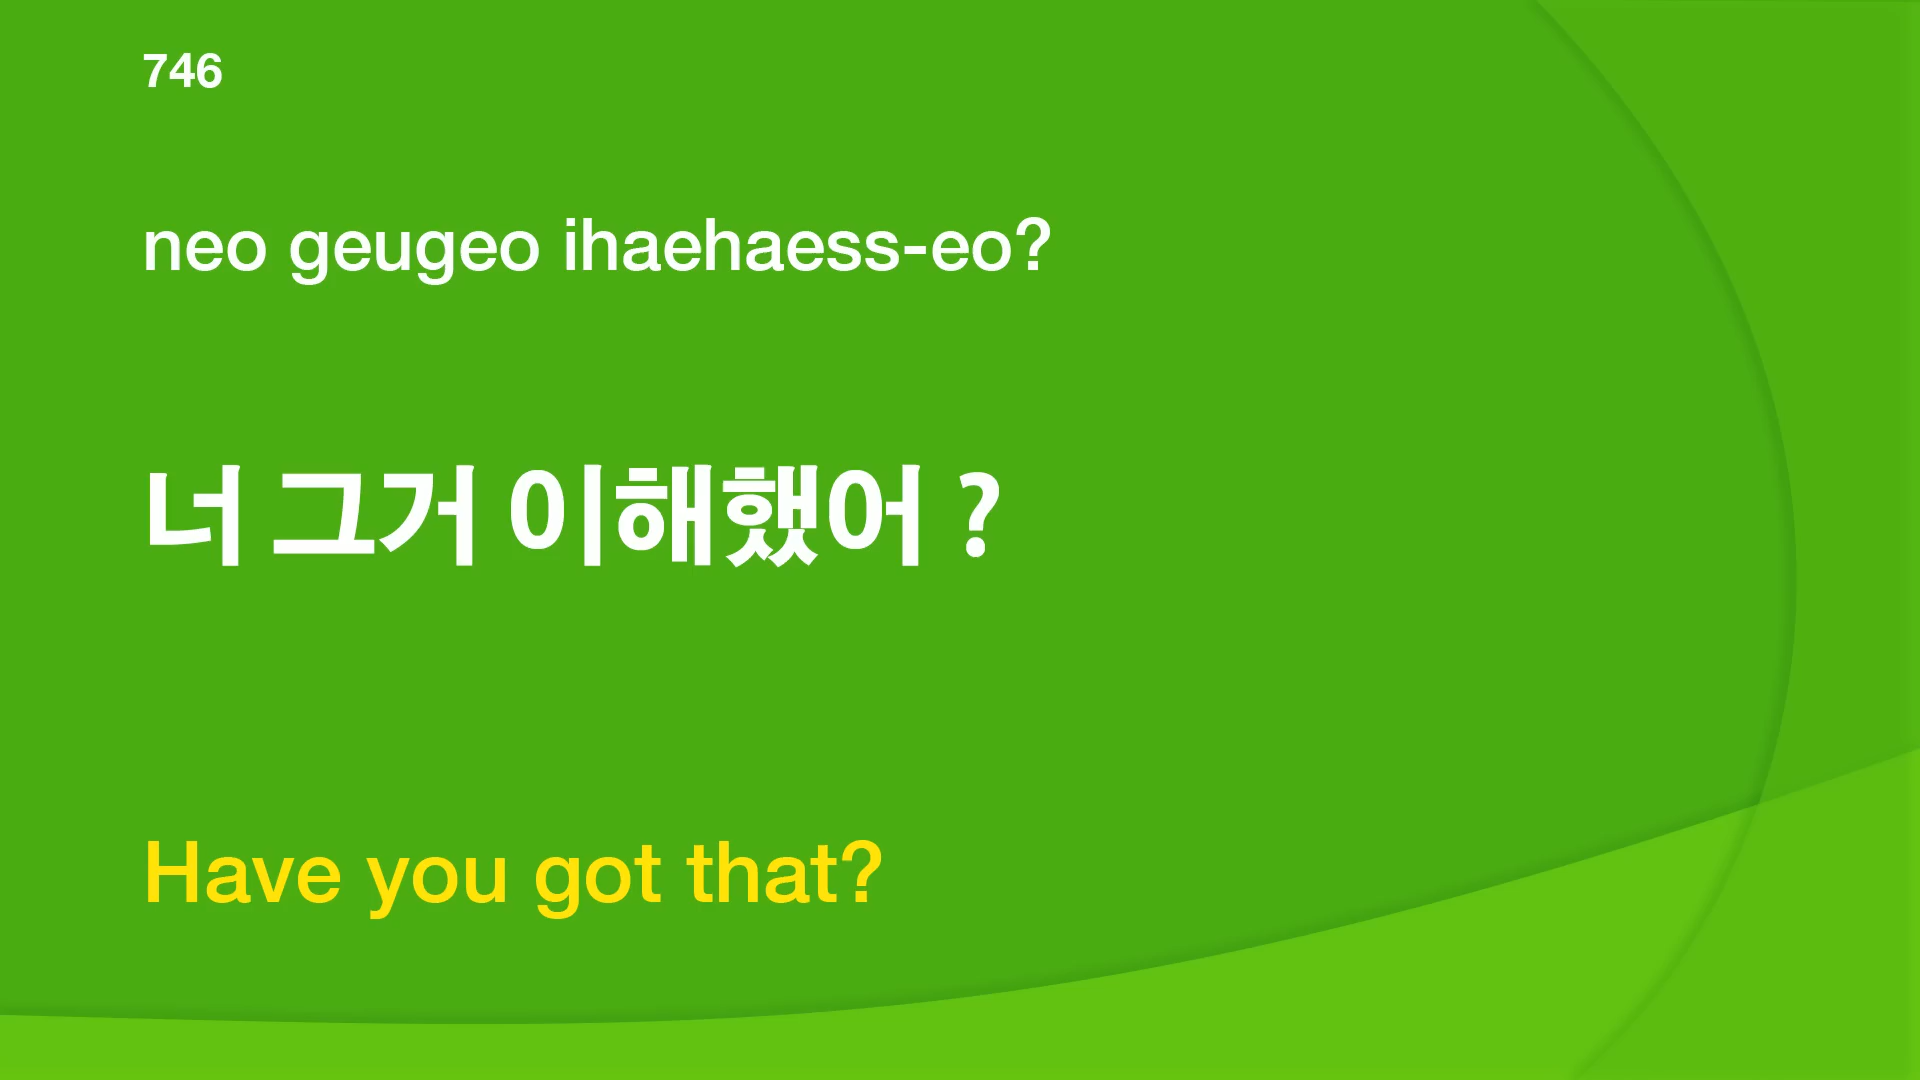 746
neo geugeo ihaehaess-eo?
너 그거 이해했어 ?
Have you got that?